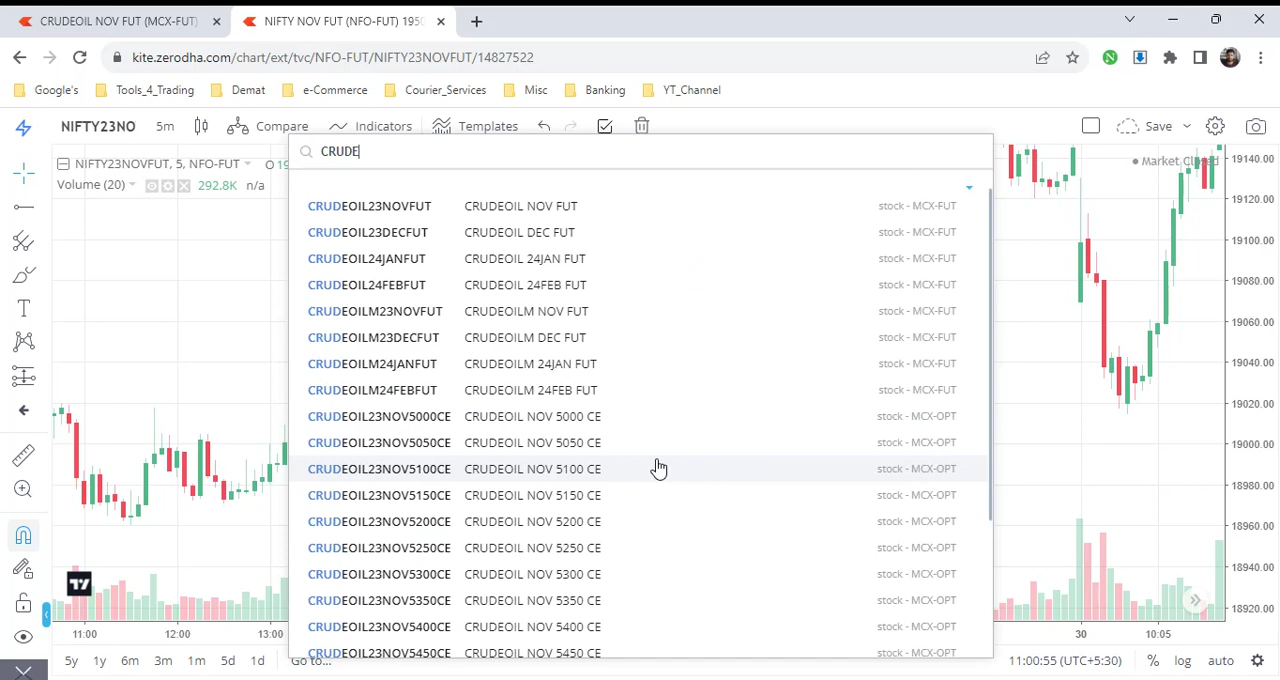 CRUDEOIL NOV FUT (MCX-FUT)
NIFTY NOV FUT (NFO-FUT) 1950
kite.zerodha.com/chart/ext/tvc/NFO-FUT/NIFTY23NOVFUT/14827522
Google's Tools_4_Trading Demat e-Commerce Courier_Services Misc Banking YT_Channel
NIFTY23NO 5m Compare Indicators Templates Save
CRUDE
NIFTY23NOVFUT, 5, NFO-FUT O
Market Closed
Volume (20) 292.8K n/a
CRUDEOIL23NOVFUT CRUDEOIL NOV FUT stock - MCX-FUT
CRUDEOIL23DECFUT CRUDEOIL DEC FUT stock - MCX-FUT
CRUDEOIL24JANFUT CRUDEOIL 24JAN FUT stock - MCX-FUT
CRUDEOIL24FEBFUT CRUDEOIL 24FEB FUT stock - MCX-FUT
CRUDEOILM23NOVFUT CRUDEOILM NOV FUT stock - MCX-FUT
CRUDEOILM23DECFUT CRUDEOILM DEC FUT stock - MCX-FUT
CRUDEOILM24JANFUT CRUDEOILM 24JAN FUT stock - MCX-FUT
CRUDEOILM24FEBFUT CRUDEOILM 24FEB FUT stock - MCX-FUT
CRUDEOIL23NOV5000CE CRUDEOIL NOV 5000 CE stock - MCX-OPT
CRUDEOIL23NOV5050CE CRUDEOIL NOV 5050 CE stock - MCX-OPT
CRUDEOIL23NOV5100CE CRUDEOIL NOV 5100 CE stock - MCX-OPT
CRUDEOIL23NOV5150CE CRUDEOIL NOV 5150 CE stock - MCX-OPT
CRUDEOIL23NOV5200CE CRUDEOIL NOV 5200 CE stock - MCX-OPT
CRUDEOIL23NOV5250CE CRUDEOIL NOV 5250 CE stock - MCX-OPT
CRUDEOIL23NOV5300CE CRUDEOIL NOV 5300 CE stock - MCX-OPT
CRUDEOIL23NOV5350CE CRUDEOIL NOV 5350 CE stock - MCX-OPT
CRUDEOIL23NOV5400CE CRUDEOIL NOV 5400 CE stock - MCX-OPT
CRUDEOIL23NOV5450CE CRUDEOIL NOV 5450 CE stock - MCX-OPT
19140.00
19120.00
19100.00
19080.00
19060.00
19040.00
19020.00
19000.00
18980.00
18960.00
18940.00
18920.00
11:00 12:00 13:00 30 10:05
5y 1y 6m 3m 1m 5d 1d Go to... 11:00:55 (UTC+5:30) % log auto